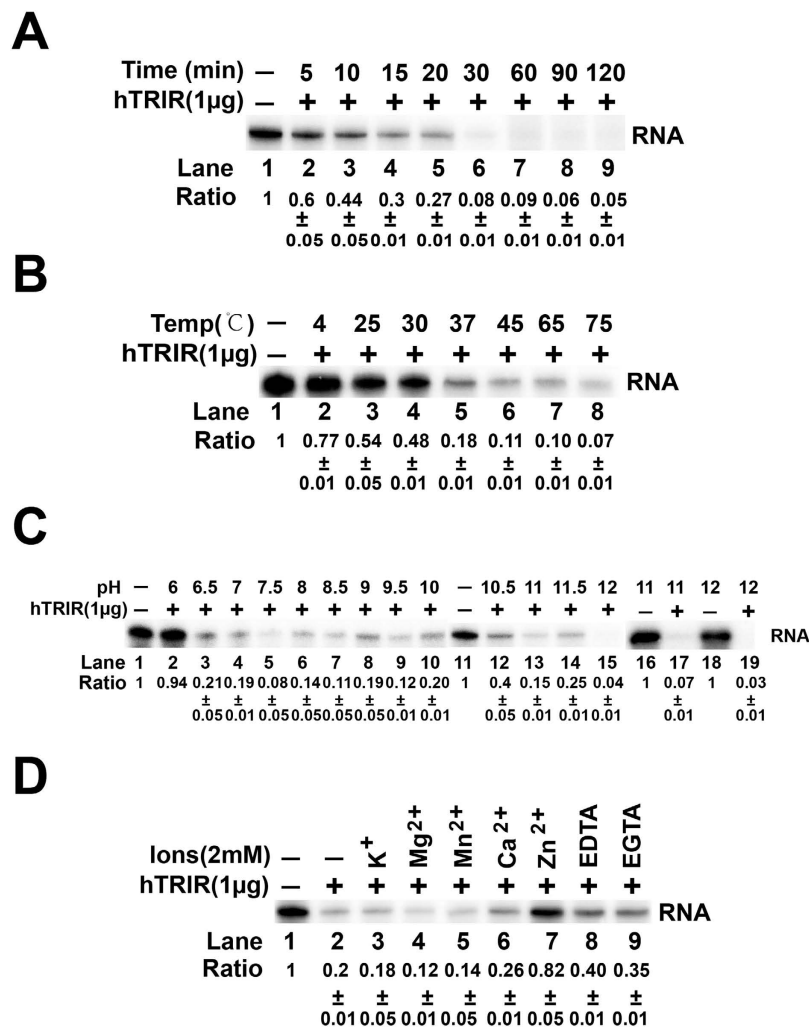 A
Time (min) – 5 10 15 20 30 60 90 120
hTRIR(1μg) – + + + + + + + +
RNA
Lane 1 2 3 4 5 6 7 8 9
Ratio 1 0.6 0.44 0.3 0.27 0.08 0.09 0.06 0.05
± ± ± ± ± ± ± ±
0.05 0.05 0.01 0.01 0.01 0.01 0.01 0.01
B
Temp(℃) – 4 25 30 37 45 65 75
hTRIR(1μg) – + + + + + + +
RNA
Lane 1 2 3 4 5 6 7 8
Ratio 1 0.77 0.54 0.48 0.18 0.11 0.10 0.07
± ± ± ± ± ± ±
0.01 0.05 0.01 0.01 0.01 0.01 0.01
C
pH – 6 6.5 7 7.5 8 8.5 9 9.5 10 – 10.5 11 11.5 12 11 11 12 12
hTRIR(1μg) – + + + + + + + + + – + + + + – + – +
RNA
Lane 1 2 3 4 5 6 7 8 9 10 11 12 13 14 15 16 17 18 19
Ratio 1 0.94 0.21 0.19 0.08 0.14 0.11 0.19 0.12 0.20 1 0.4 0.15 0.25 0.04 1 0.07 1 0.03
± ± ± ± ± ± ± ± ± ± ± ± ± ±
0.05 0.01 0.05 0.05 0.05 0.05 0.01 0.01 0.05 0.01 0.01 0.01 0.01 0.01
D
Ions(2mM) – – K+ Mg2+ Mn2+ Ca2+ Zn2+ EDTA EGTA
hTRIR(1μg) – + + + + + + + +
RNA
Lane 1 2 3 4 5 6 7 8 9
Ratio 1 0.2 0.18 0.12 0.14 0.26 0.82 0.40 0.35
± ± ± ± ± ± ± ±
0.01 0.05 0.01 0.05 0.01 0.05 0.01 0.01